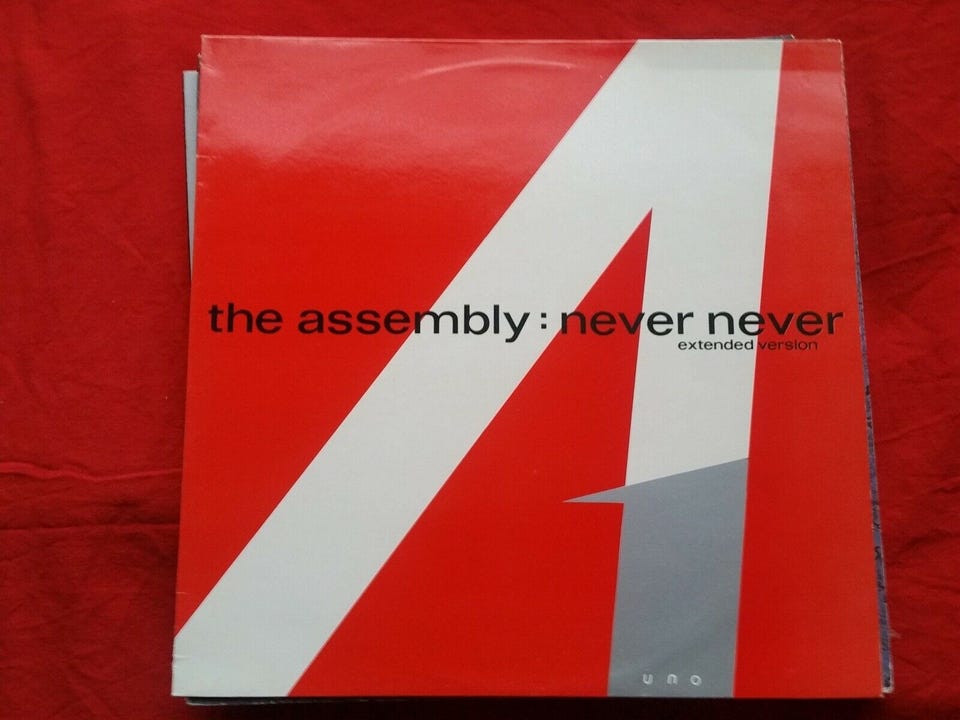 the assembly : never never
extended version
uno